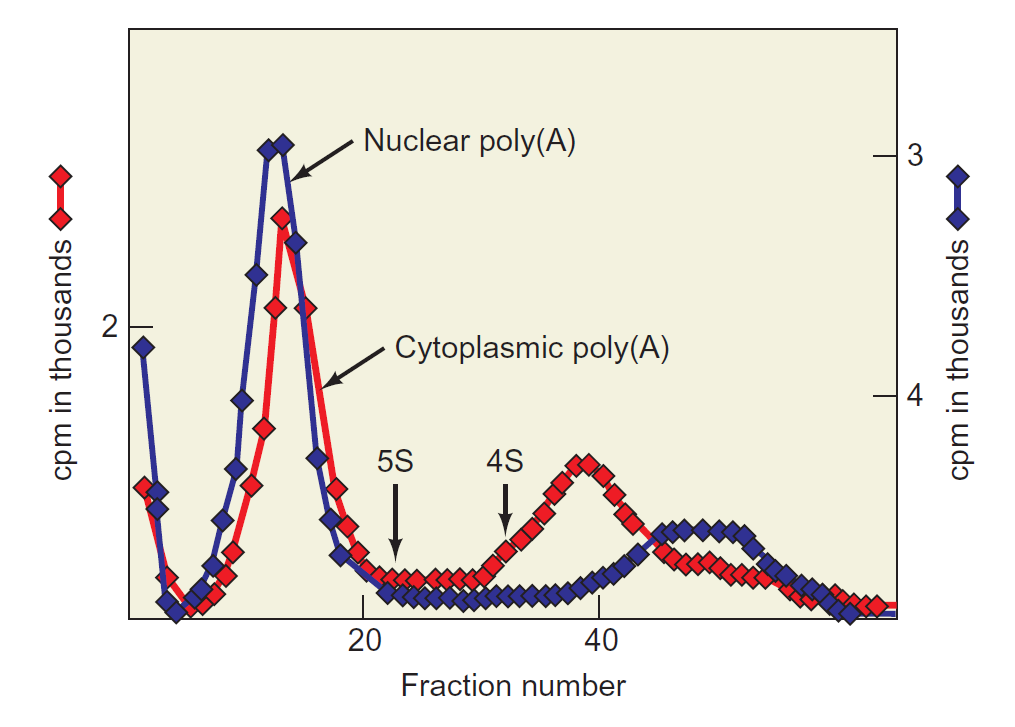 Nuclear poly(A)
3
cpm in thousands
cpm in thousands
2
Cytoplasmic poly(A)
4
5S
4S
20
40
Fraction number